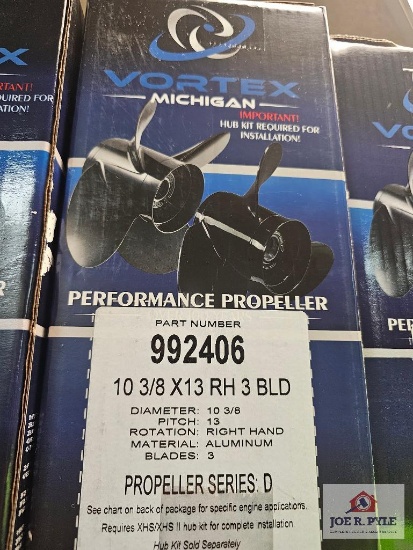 VORTEX
MICHIGAN
IMPORTANT!
HUB KIT REQUIRED FOR
INSTALLATION!
PERFORMANCE PROPELLER
PART NUMBER
992406
10 3/8 X13 RH 3 BLD
DIAMETER: 10 3/8
PITCH: 13
ROTATION: RIGHT HAND
MATERIAL: ALUMINUM
BLADES: 3
PROPELLER SERIES: D
See chart on back of package for specific engine applications.
Requires XHS/XHS II hub kit for complete installation
Hub Kit Sold Separately
JOE R. PYLE